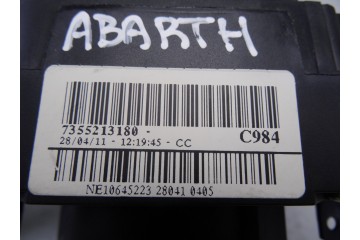 ABARTH
7355213180 - C984
28/04/11 - 12:19:45 - CC
NE10645223 28041 0405